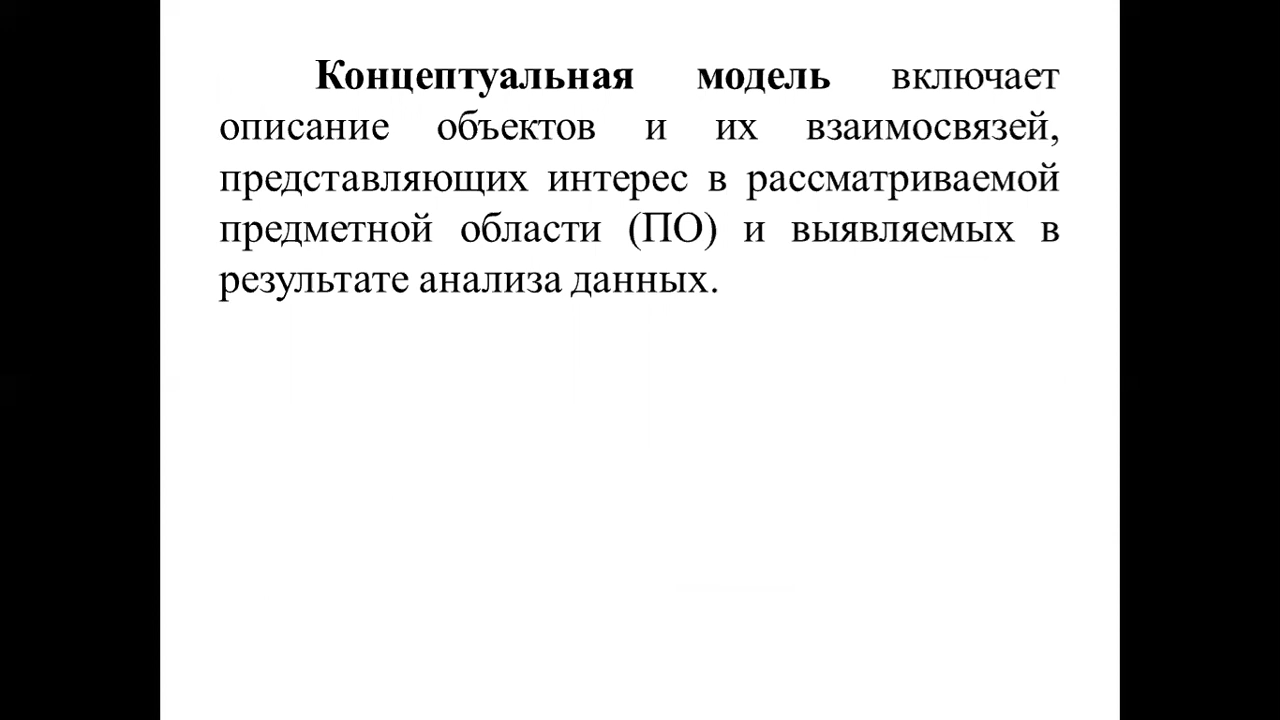 Концептуальная модель включает
описание объектов и их взаимосвязей,
представляющих интерес в рассматриваемой
предметной области (ПО) и выявляемых в
результате анализа данных.